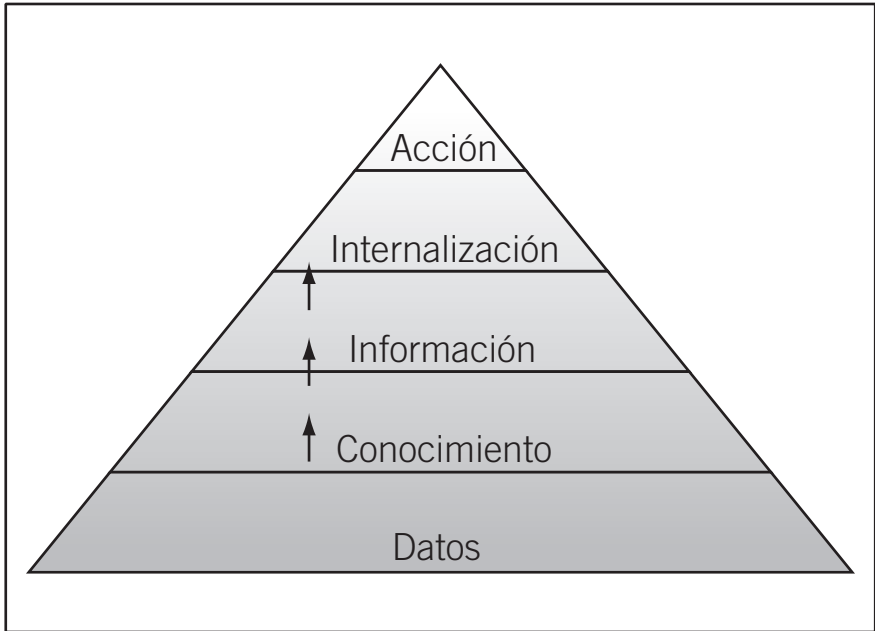 Acción
Internalización
Información
Conocimiento
Datos